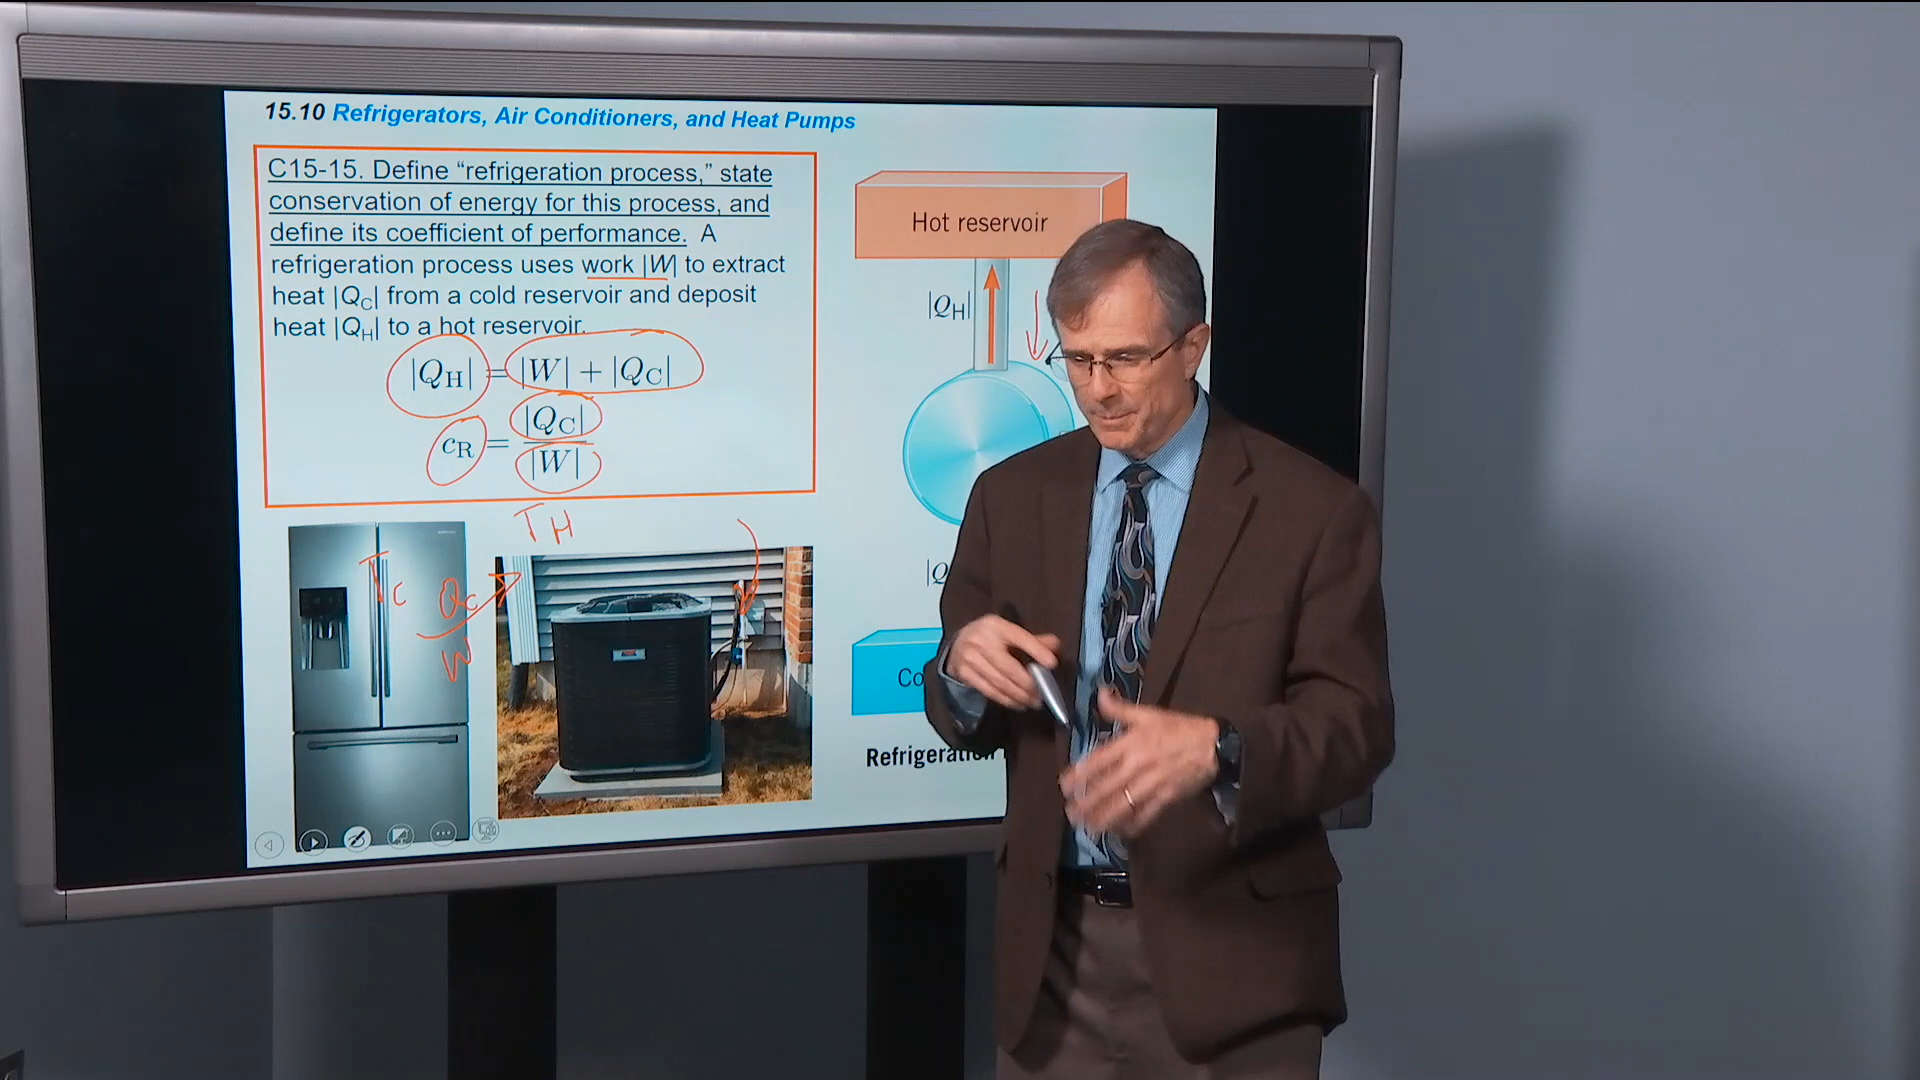 15.10 Refrigerators, Air Conditioners, and Heat Pumps
C15-15. Define “refrigeration process,” state
conservation of energy for this process, and
define its coefficient of performance. A
refrigeration process uses work |W| to extract
heat |QC| from a cold reservoir and deposit
heat |QH| to a hot reservoir.
|QH| = |W| + |QC|
cR = |QC| / |W|
TH
TC
QC
W
Hot reservoir
|QH|
|Q
Co
Refrigeration